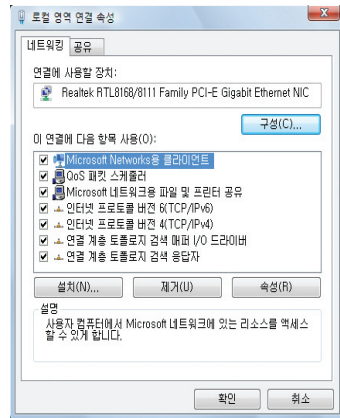 로컬 영역 연결 속성
네트워킹 공유
연결에 사용할 장치:
Realtek RTL8168/8111 Family PCI-E Gigabit Ethernet NIC
구성(C)...
이 연결에 다음 항목 사용(O):
Microsoft Networks용 클라이언트
QoS 패킷 스케줄러
Microsoft 네트워크용 파일 및 프린터 공유
인터넷 프로토콜 버전 6(TCP/IPv6)
인터넷 프로토콜 버전 4(TCP/IPv4)
연결 계층 토폴로지 검색 매퍼 I/O 드라이버
연결 계층 토폴로지 검색 응답자
설치(N)... 제거(U) 속성(R)
설명
사용자 컴퓨터에서 Microsoft 네트워크에 있는 리소스를 액세스
할 수 있게 합니다.
확인 취소